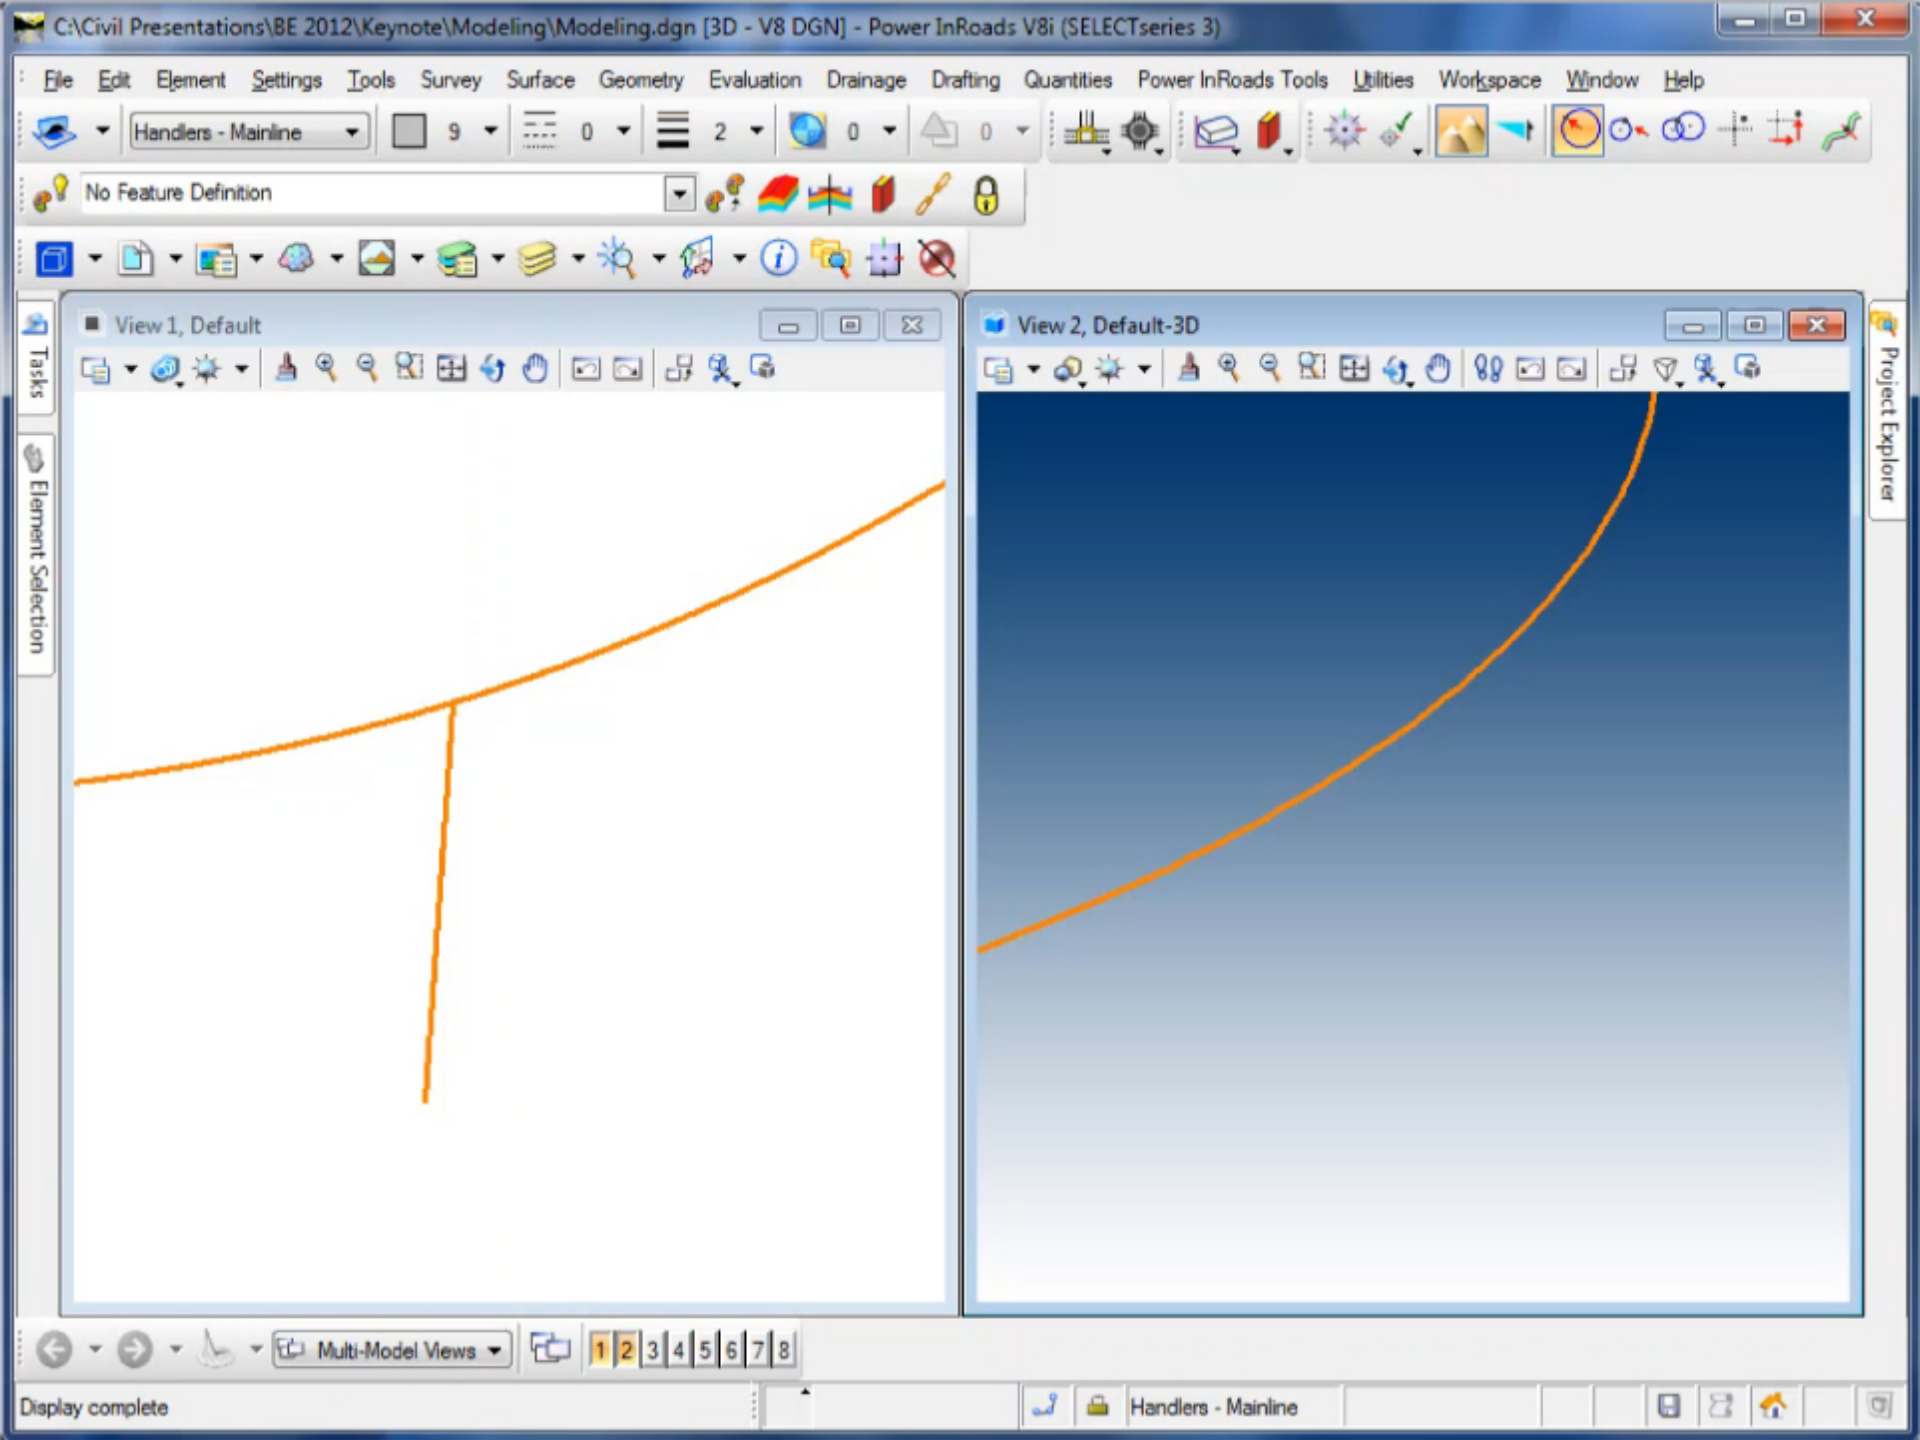 C:\Civil Presentations\BE 2012\Keynote\Modeling\Modeling.dgn [3D - V8 DGN] - Power InRoads V8i (SELECTseries 3)
File Edit Element Settings Tools Survey Surface Geometry Evaluation Drainage Drafting Quantities Power InRoads Tools Utilities Workspace Window Help
Handlers - Mainline 9 0 2 0 0
No Feature Definition
View 1, Default
View 2, Default-3D
Tasks
Element Selection
Project Explorer
Multi-Model Views 1 2 3 4 5 6 7 8
Display complete
Handlers - Mainline